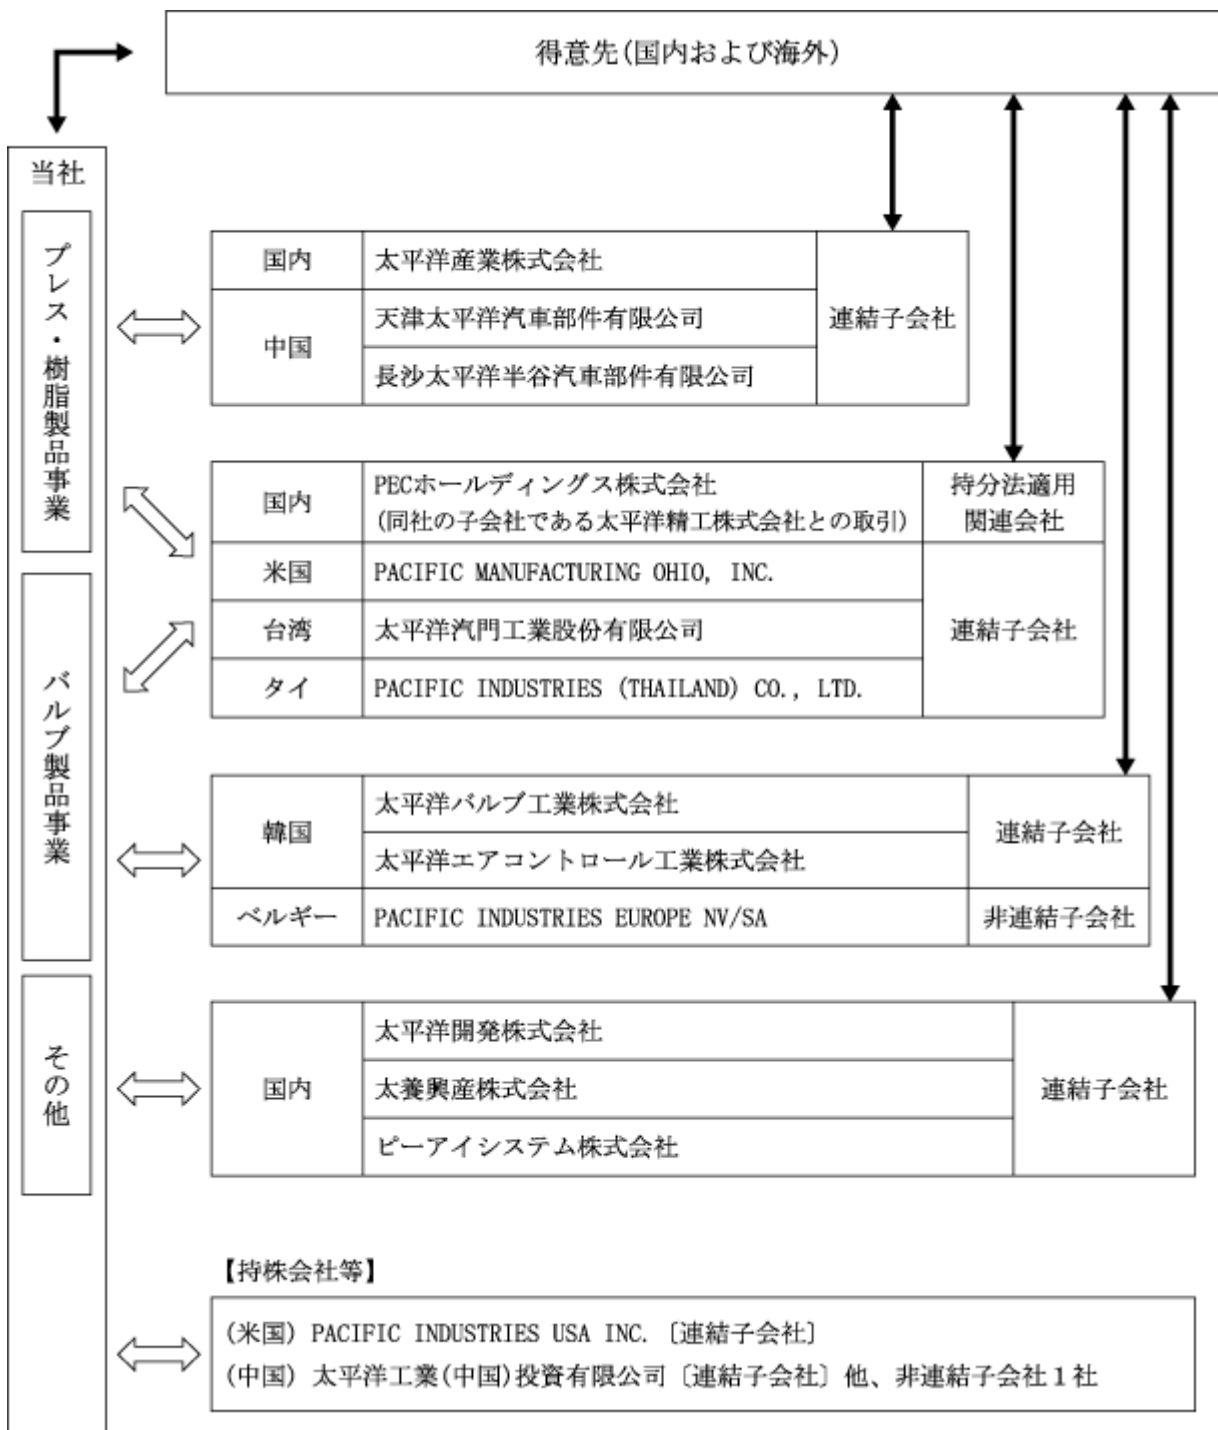 得意先(国内および海外)
当社
プレス・樹脂製品事業
国内
太平洋産業株式会社
中国
天津太平洋汽車部件有限公司
長沙太平洋半谷汽車部件有限公司
連結子会社
国内
PECホールディングス株式会社
(同社の子会社である太平洋精工株式会社との取引)
持分法適用
関連会社
米国
PACIFIC MANUFACTURING OHIO, INC.
台湾
太平洋汽門工業股份有限公司
タイ
PACIFIC INDUSTRIES (THAILAND) CO., LTD.
連結子会社
バルブ製品事業
韓国
太平洋バルブ工業株式会社
太平洋エアコントロール工業株式会社
連結子会社
ベルギー
PACIFIC INDUSTRIES EUROPE NV/SA
非連結子会社
その他
国内
太平洋開発株式会社
太養興産株式会社
ピーアイシステム株式会社
連結子会社
【持株会社等】
(米国) PACIFIC INDUSTRIES USA INC.〔連結子会社〕
(中国) 太平洋工業(中国)投資有限公司〔連結子会社〕他、非連結子会社1社